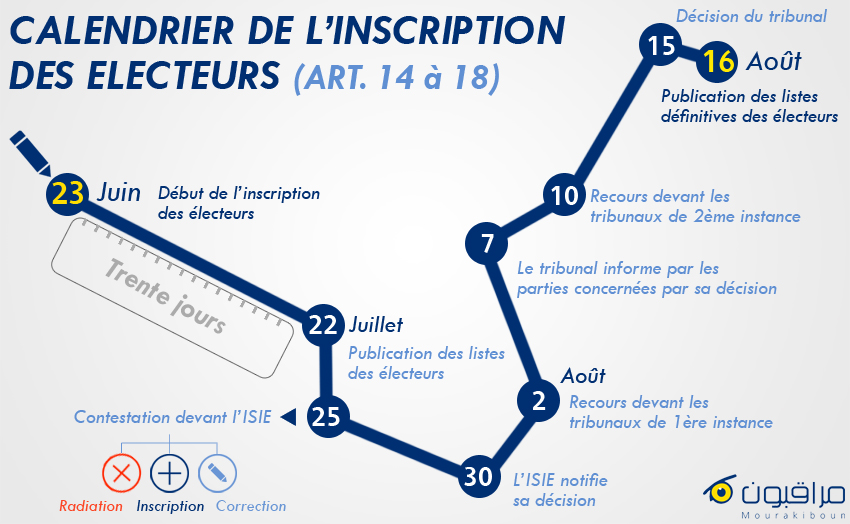 CALENDRIER DE L’INSCRIPTION
DES ELECTEURS (ART. 14 à 18)
23 Juin
Début de l’inscription
des électeurs
Trente jours
22 Juillet
Publication des listes
des électeurs
25
Contestation devant l’ISIE
Radiation Inscription Correction
30
L’ISIE notifie
sa décision
2 Août
Recours devant les
tribunaux de 1ère instance
7
Le tribunal informe par les
parties concernées par sa décision
10
Recours devant les
tribunaux de 2ème instance
15
Décision du tribunal
16 Août
Publication des listes
définitives des électeurs
مراقبون
Mourakiboun